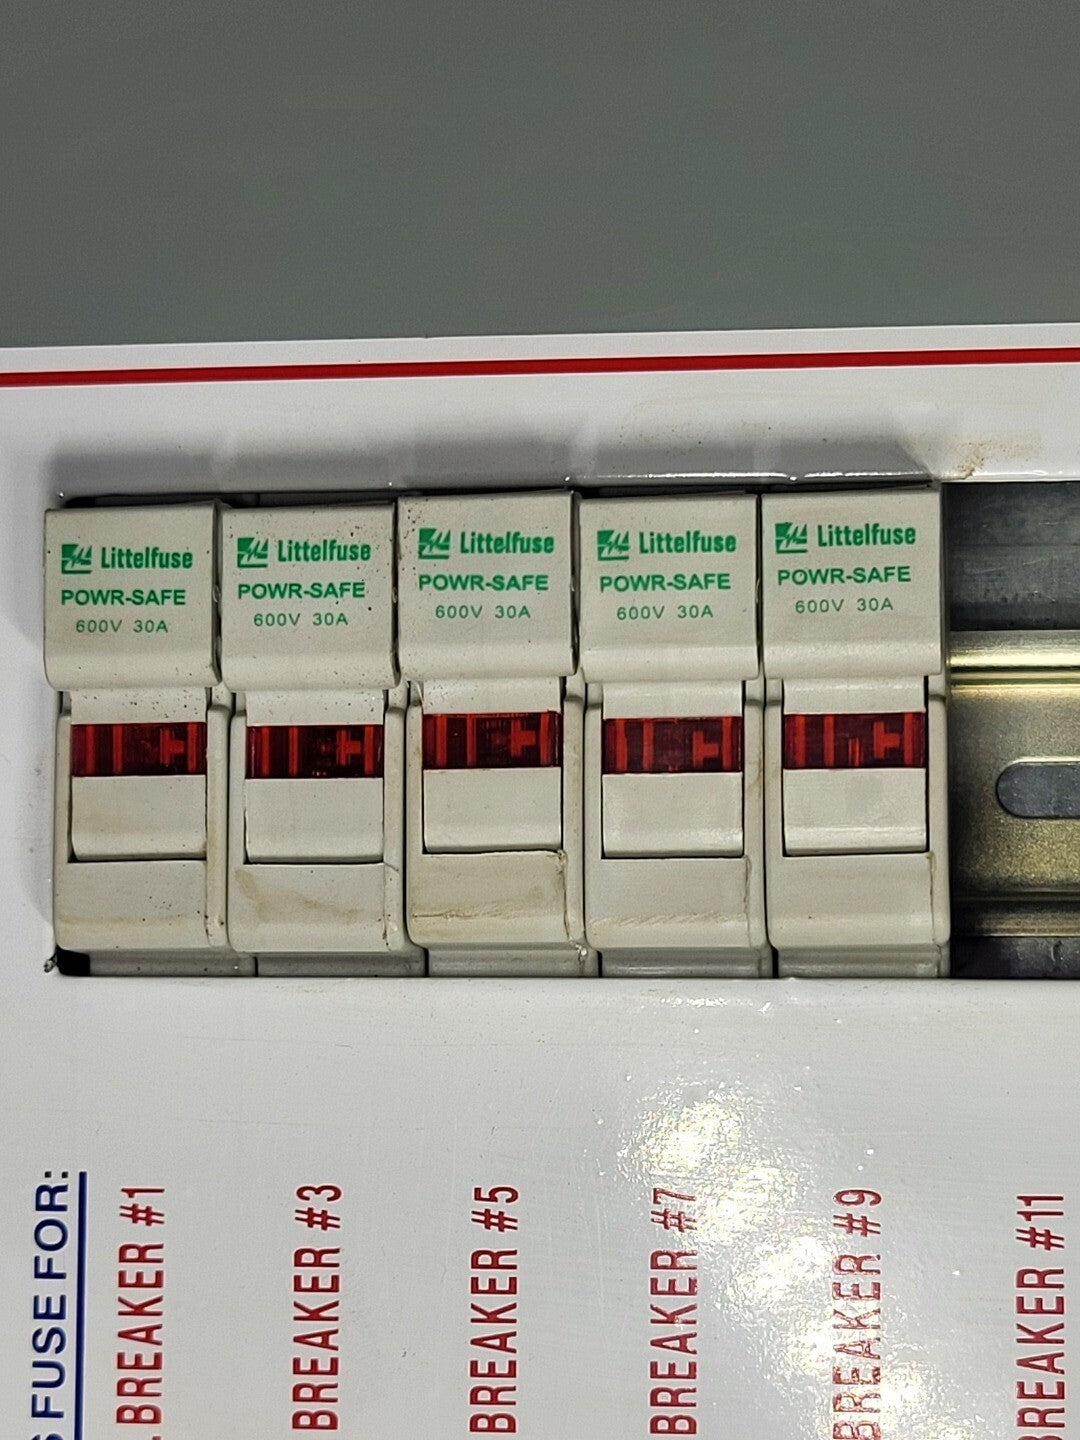 Littelfuse
POWR-SAFE
600V 30A
Littelfuse
POWR-SAFE
600V 30A
Littelfuse
POWR-SAFE
600V 30A
Littelfuse
POWR-SAFE
600V 30A
Littelfuse
POWR-SAFE
600V 30A
FUSE FOR:
BREAKER #1
BREAKER #3
BREAKER #5
BREAKER #7
BREAKER #9
BREAKER #11